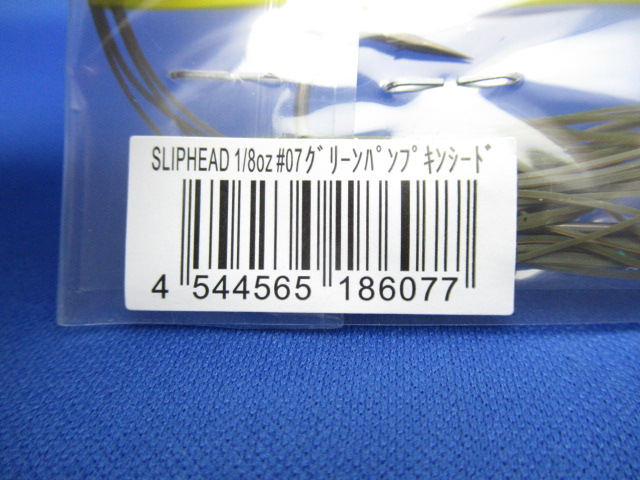 SLIPHEAD 1/8oz #07ｸﾞﾘｰﾝﾊﾟﾝﾌﾟｷﾝｼｰﾄﾞ
4 544565 186077